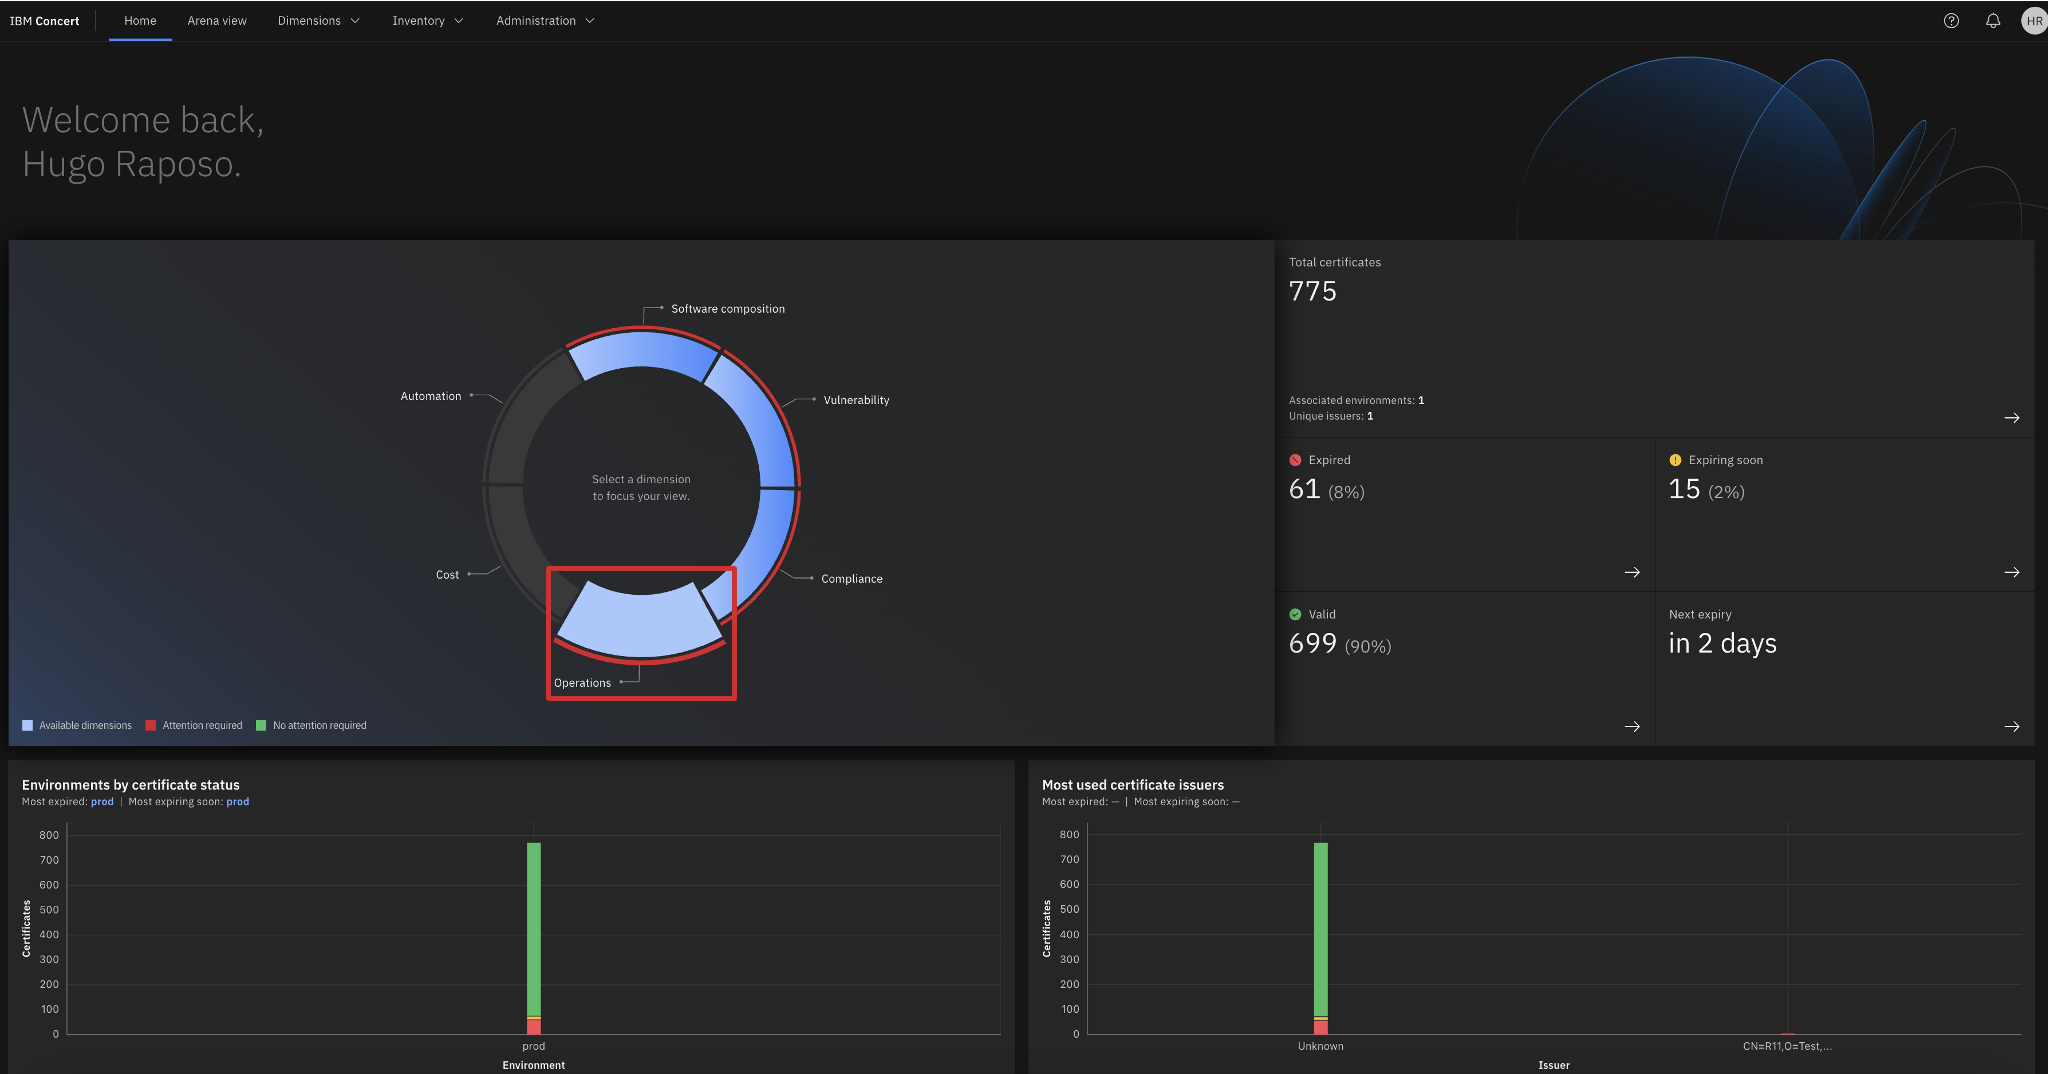 IBM Concert
Home
Arena view
Dimensions
Inventory
Administration
HR
Welcome back,
Hugo Raposo.
Software composition
Automation
Vulnerability
Select a dimension
to focus your view.
Cost
Compliance
Operations
Available dimensions
Attention required
No attention required
Total certificates
775
Associated environments: 1
Unique issuers: 1
Expired
61 (8%)
Expiring soon
15 (2%)
Valid
699 (90%)
Next expiry
in 2 days
Environments by certificate status
Most expired: prod | Most expiring soon: prod
Certificates
800
700
600
500
400
300
200
100
0
prod
Environment
Most used certificate issuers
Most expired: — | Most expiring soon: —
Certificates
800
700
600
500
400
300
200
100
0
Unknown
CN=R11,O=Test,...
Issuer